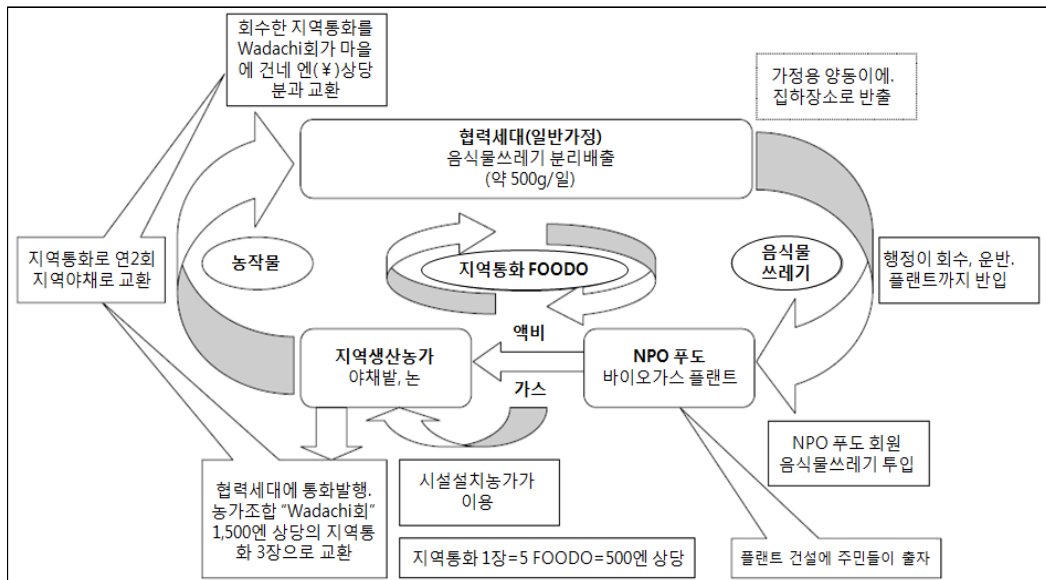 회수한 지역통화를
Wadachi회가 마을
에 건네 엔(￥)상당
분과 교환
가정용 양동이에.
집하장소로 반출
협력세대(일반가정)
음식물쓰레기 분리배출
(약 500g/일)
지역통화로 연2회
지역야채로 교환
농작물
지역통화 FOODO
음식물
쓰레기
행정이 회수, 운반.
플랜트까지 반입
액비
지역생산농가
야채밭, 논
NPO 푸도
바이오가스 플랜트
가스
NPO 푸도 회원
음식물쓰레기 투입
협력세대에 통화발행.
농가조합 “Wadachi회”
1,500엔 상당의 지역통
화 3장으로 교환
시설설치농가가
이용
지역통화 1장=5 FOODO=500엔 상당
플랜트 건설에 주민들이 출자